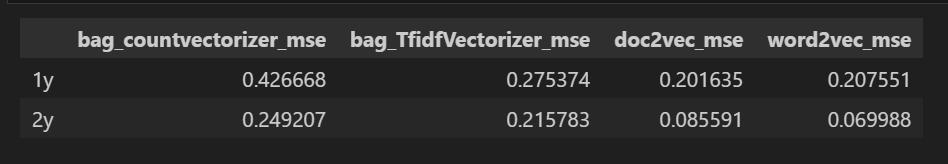 bag_countvectorizer_mse bag_TfidfVectorizer_mse doc2vec_mse word2vec_mse
1y 0.426668 0.275374 0.201635 0.207551
2y 0.249207 0.215783 0.085591 0.069988